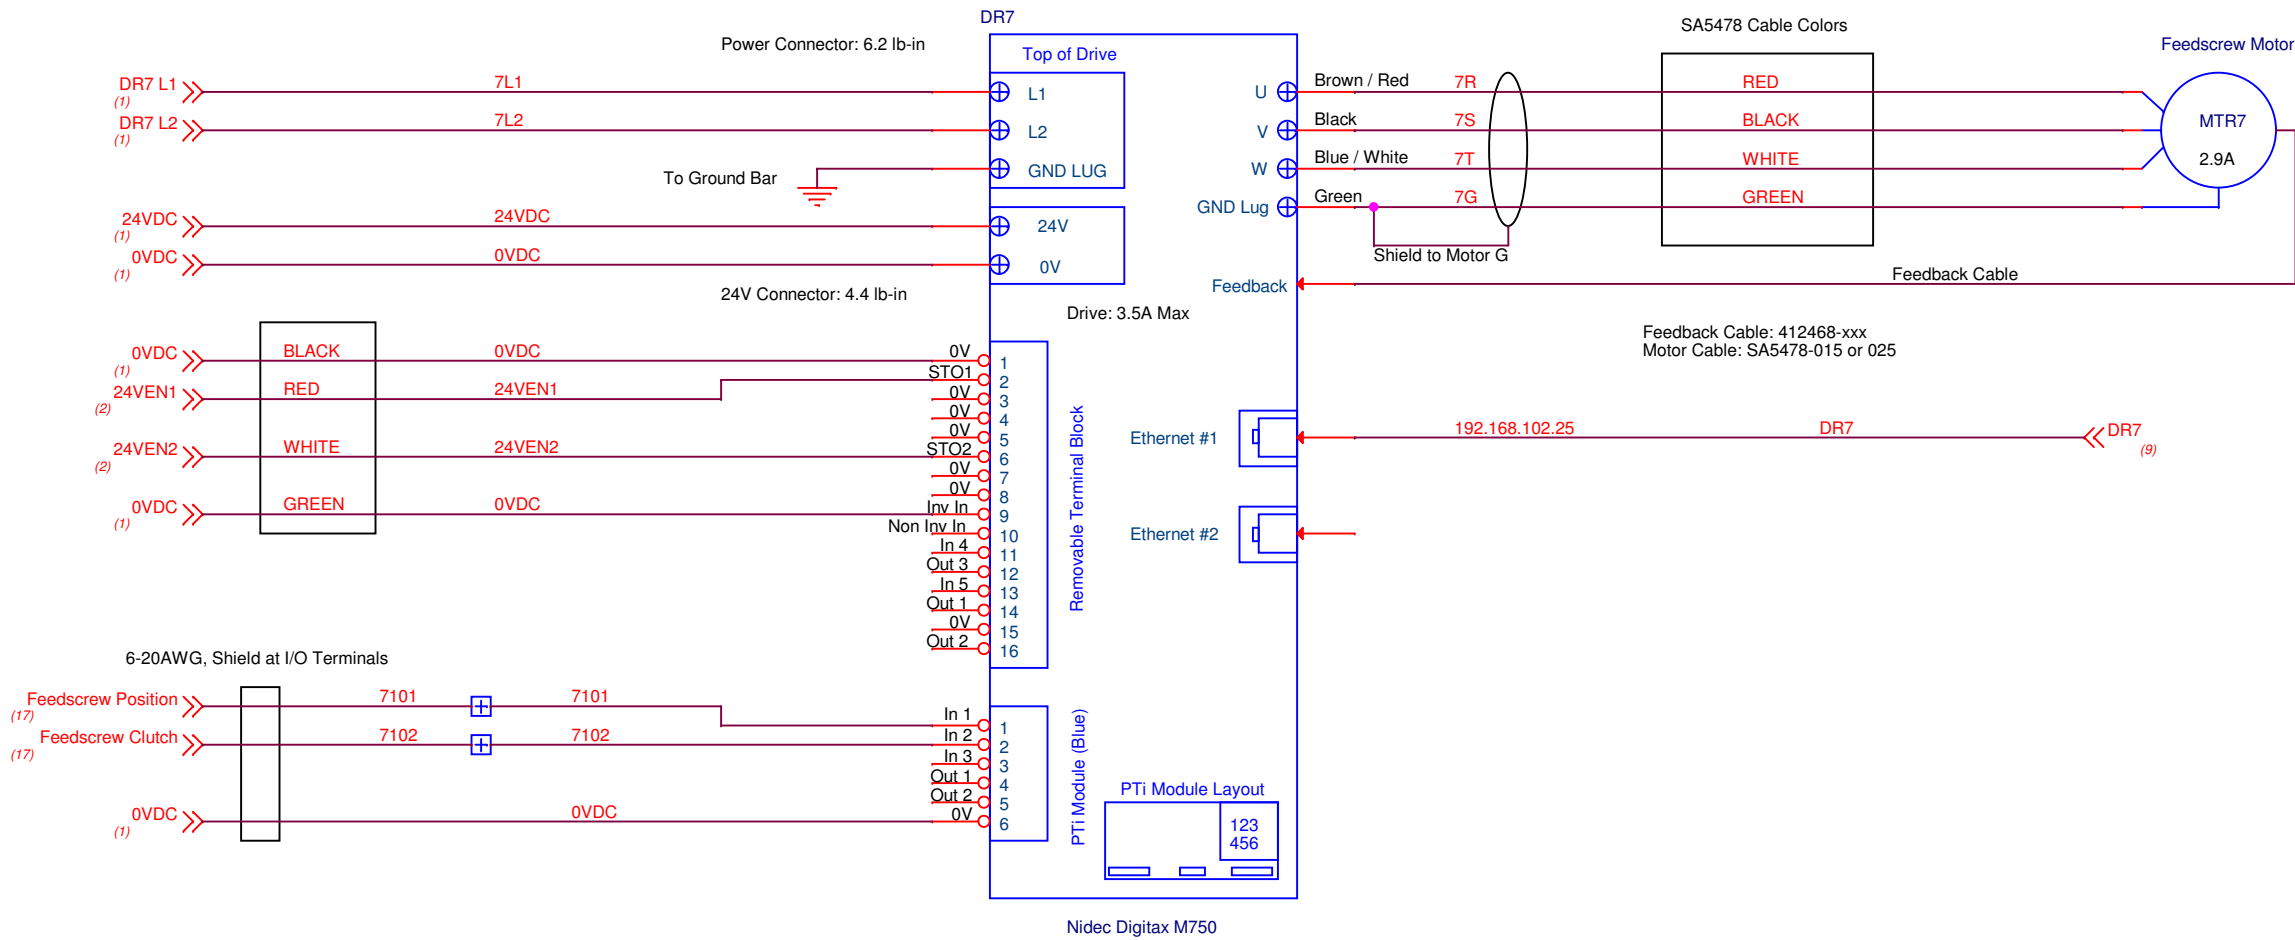 DR7
Power Connector: 6.2 lb-in
SA5478 Cable Colors
Feedscrew Motor
Top of Drive
DR7 L1
(1)
7L1
L1
U
Brown / Red
7R
RED
DR7 L2
(1)
7L2
L2
V
Black
7S
BLACK
MTR7
2.9A
To Ground Bar
GND LUG
W
Blue / White
7T
WHITE
GND Lug
Green
7G
GREEN
24VDC
(1)
24VDC
24V
0VDC
(1)
0VDC
0V
Shield to Motor G
Feedback
Feedback Cable
24V Connector: 4.4 lb-in
Drive: 3.5A Max
Feedback Cable: 412468-xxx
Motor Cable: SA5478-015 or 025
0VDC
(1)
BLACK
0VDC
0V
1
24VEN1
(2)
RED
24VEN1
STO1
2
0V
3
0V
4
0V
5
24VEN2
(2)
WHITE
24VEN2
STO2
6
0V
7
0V
8
0VDC
(1)
GREEN
0VDC
Inv In
9
Non Inv In
10
In 4
11
Out 3
12
In 5
13
Out 1
14
0V
15
Out 2
16
Removable Terminal Block
Ethernet #1
192.168.102.25
DR7
DR7
(9)
Ethernet #2
6-20AWG, Shield at I/O Terminals
Feedscrew Position
(17)
7101
7101
In 1
1
Feedscrew Clutch
(17)
7102
7102
In 2
2
In 3
3
Out 1
4
Out 2
5
0VDC
(1)
0VDC
0V
6
PTi Module (Blue)
PTi Module Layout
123
456
Nidec Digitax M750